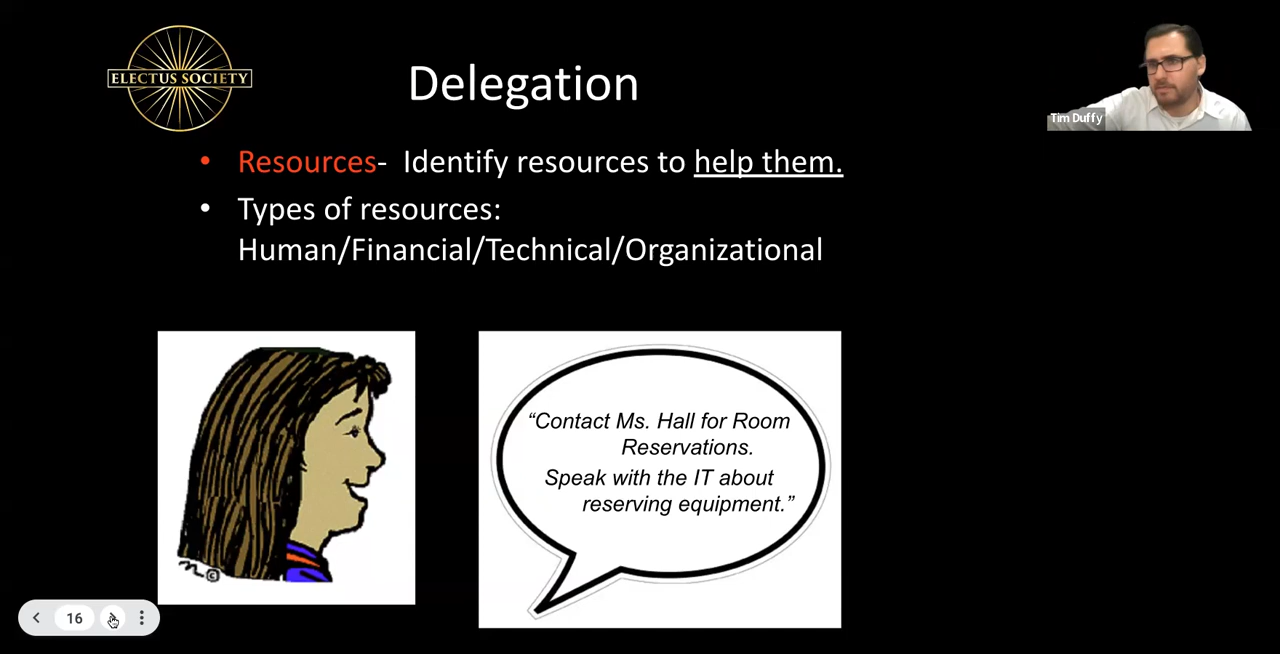 ELECTUS SOCIETY
Delegation
Tim Duffy
• Resources- Identify resources to help them.
• Types of resources:
Human/Financial/Technical/Organizational
“Contact Ms. Hall for Room
Reservations.
Speak with the IT about
reserving equipment.”
©
16